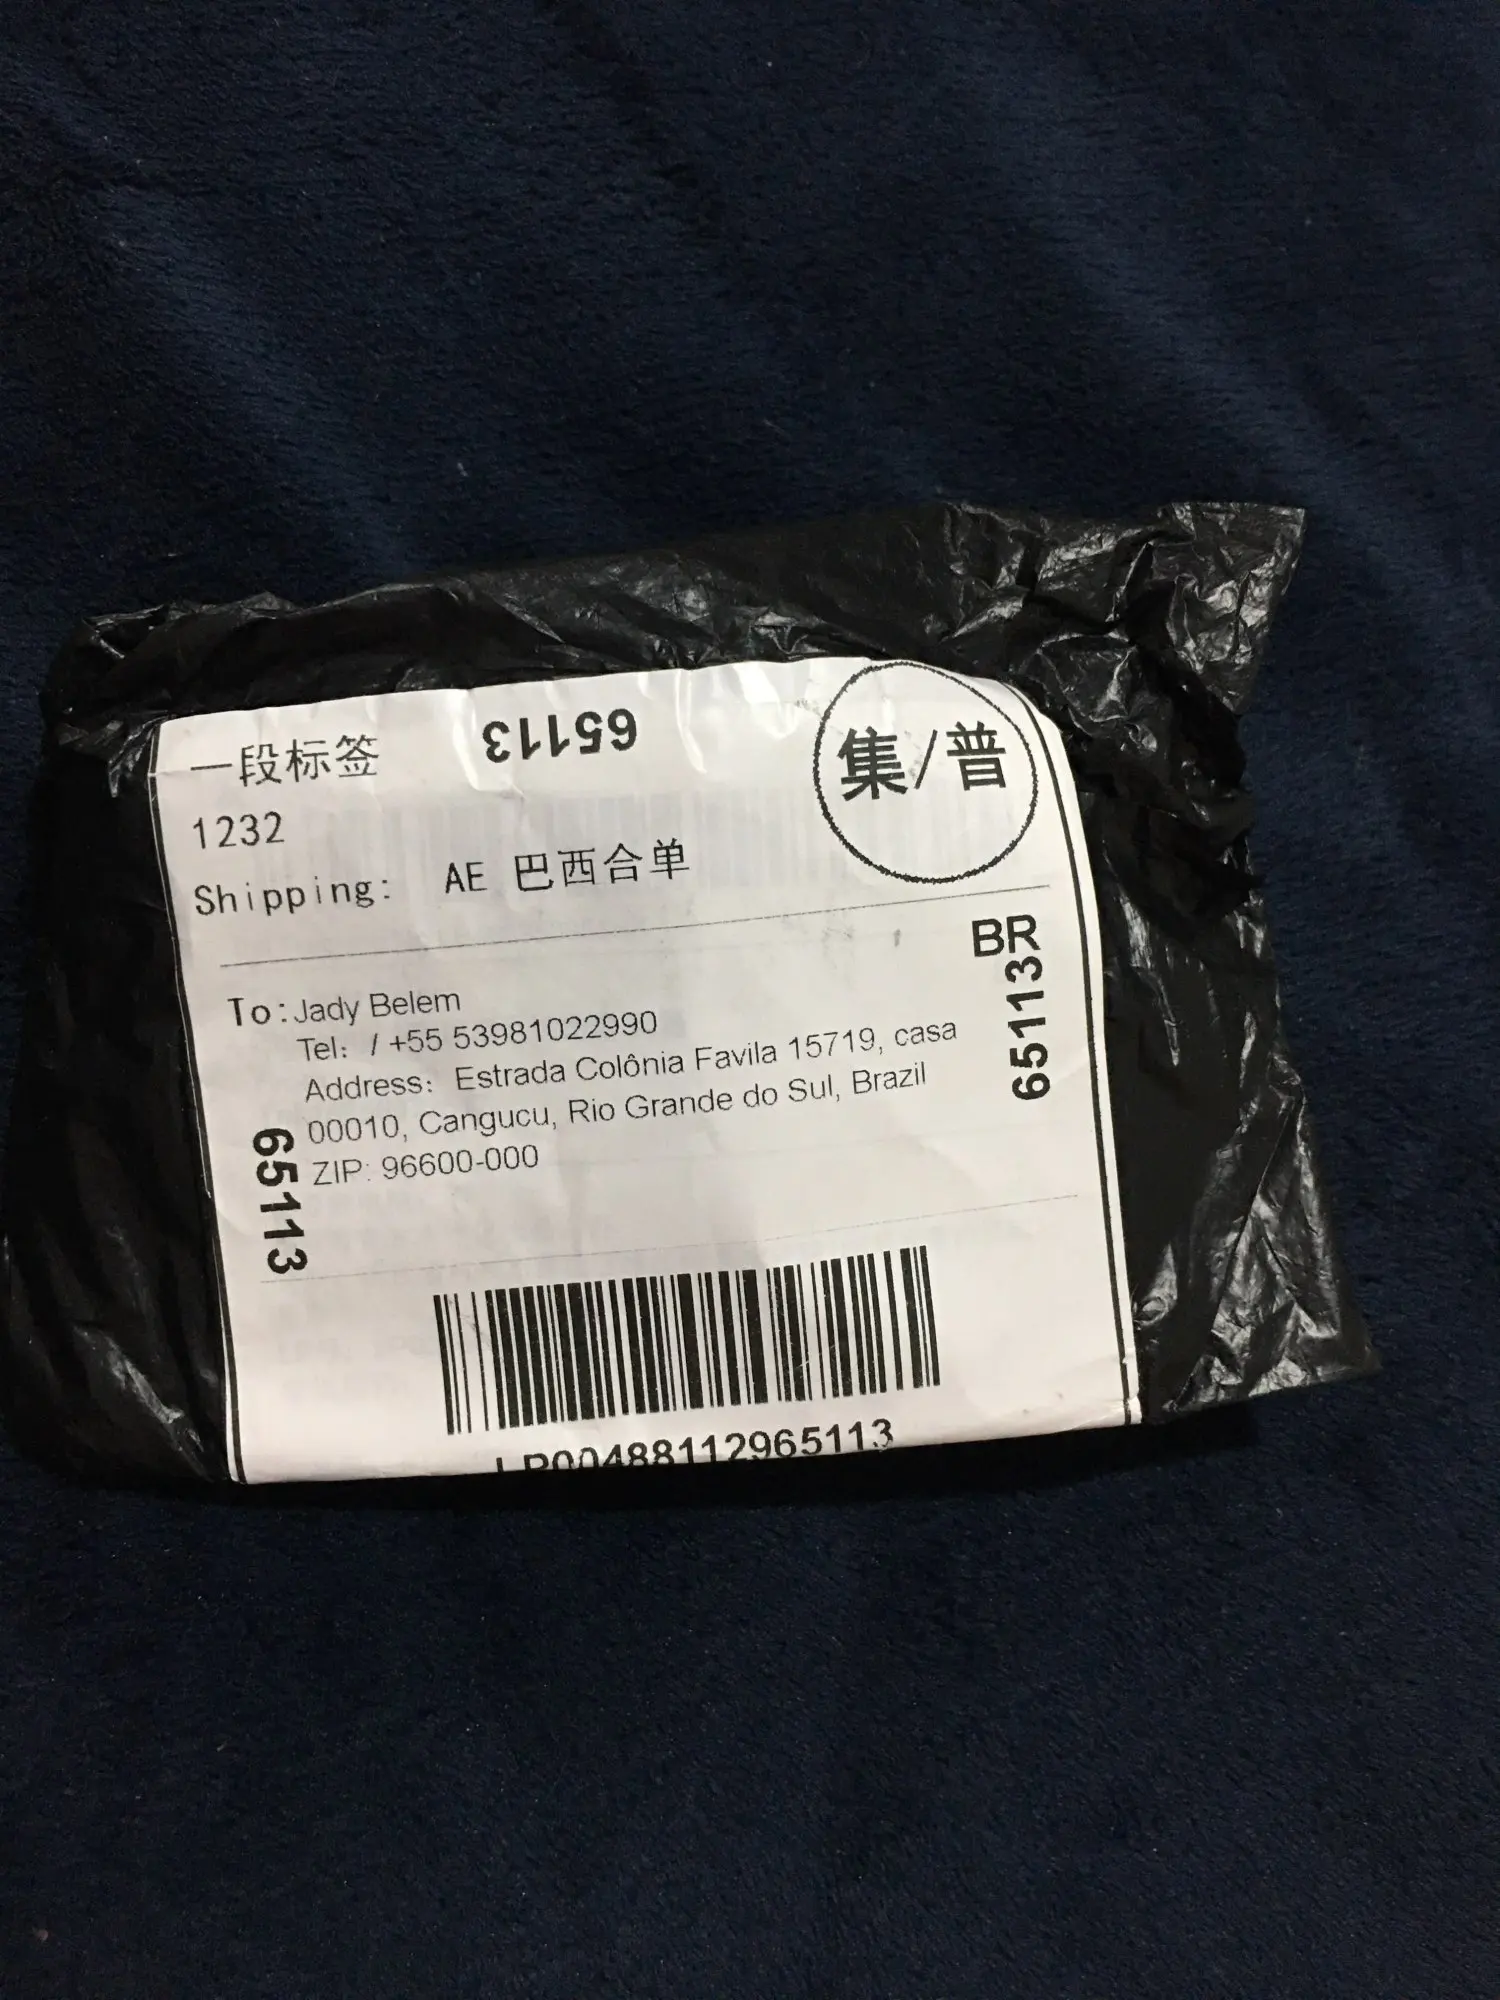 一段标签
65113
集/普
1232
Shipping: AE 巴西合单
BR
65113
To: Jady Belem
Tel: / +55 53981022990
Address: Estrada Colônia Favila 15719, casa
00010, Cangucu, Rio Grande do Sul, Brazil
ZIP: 96600-000
65113
LP00488112965113